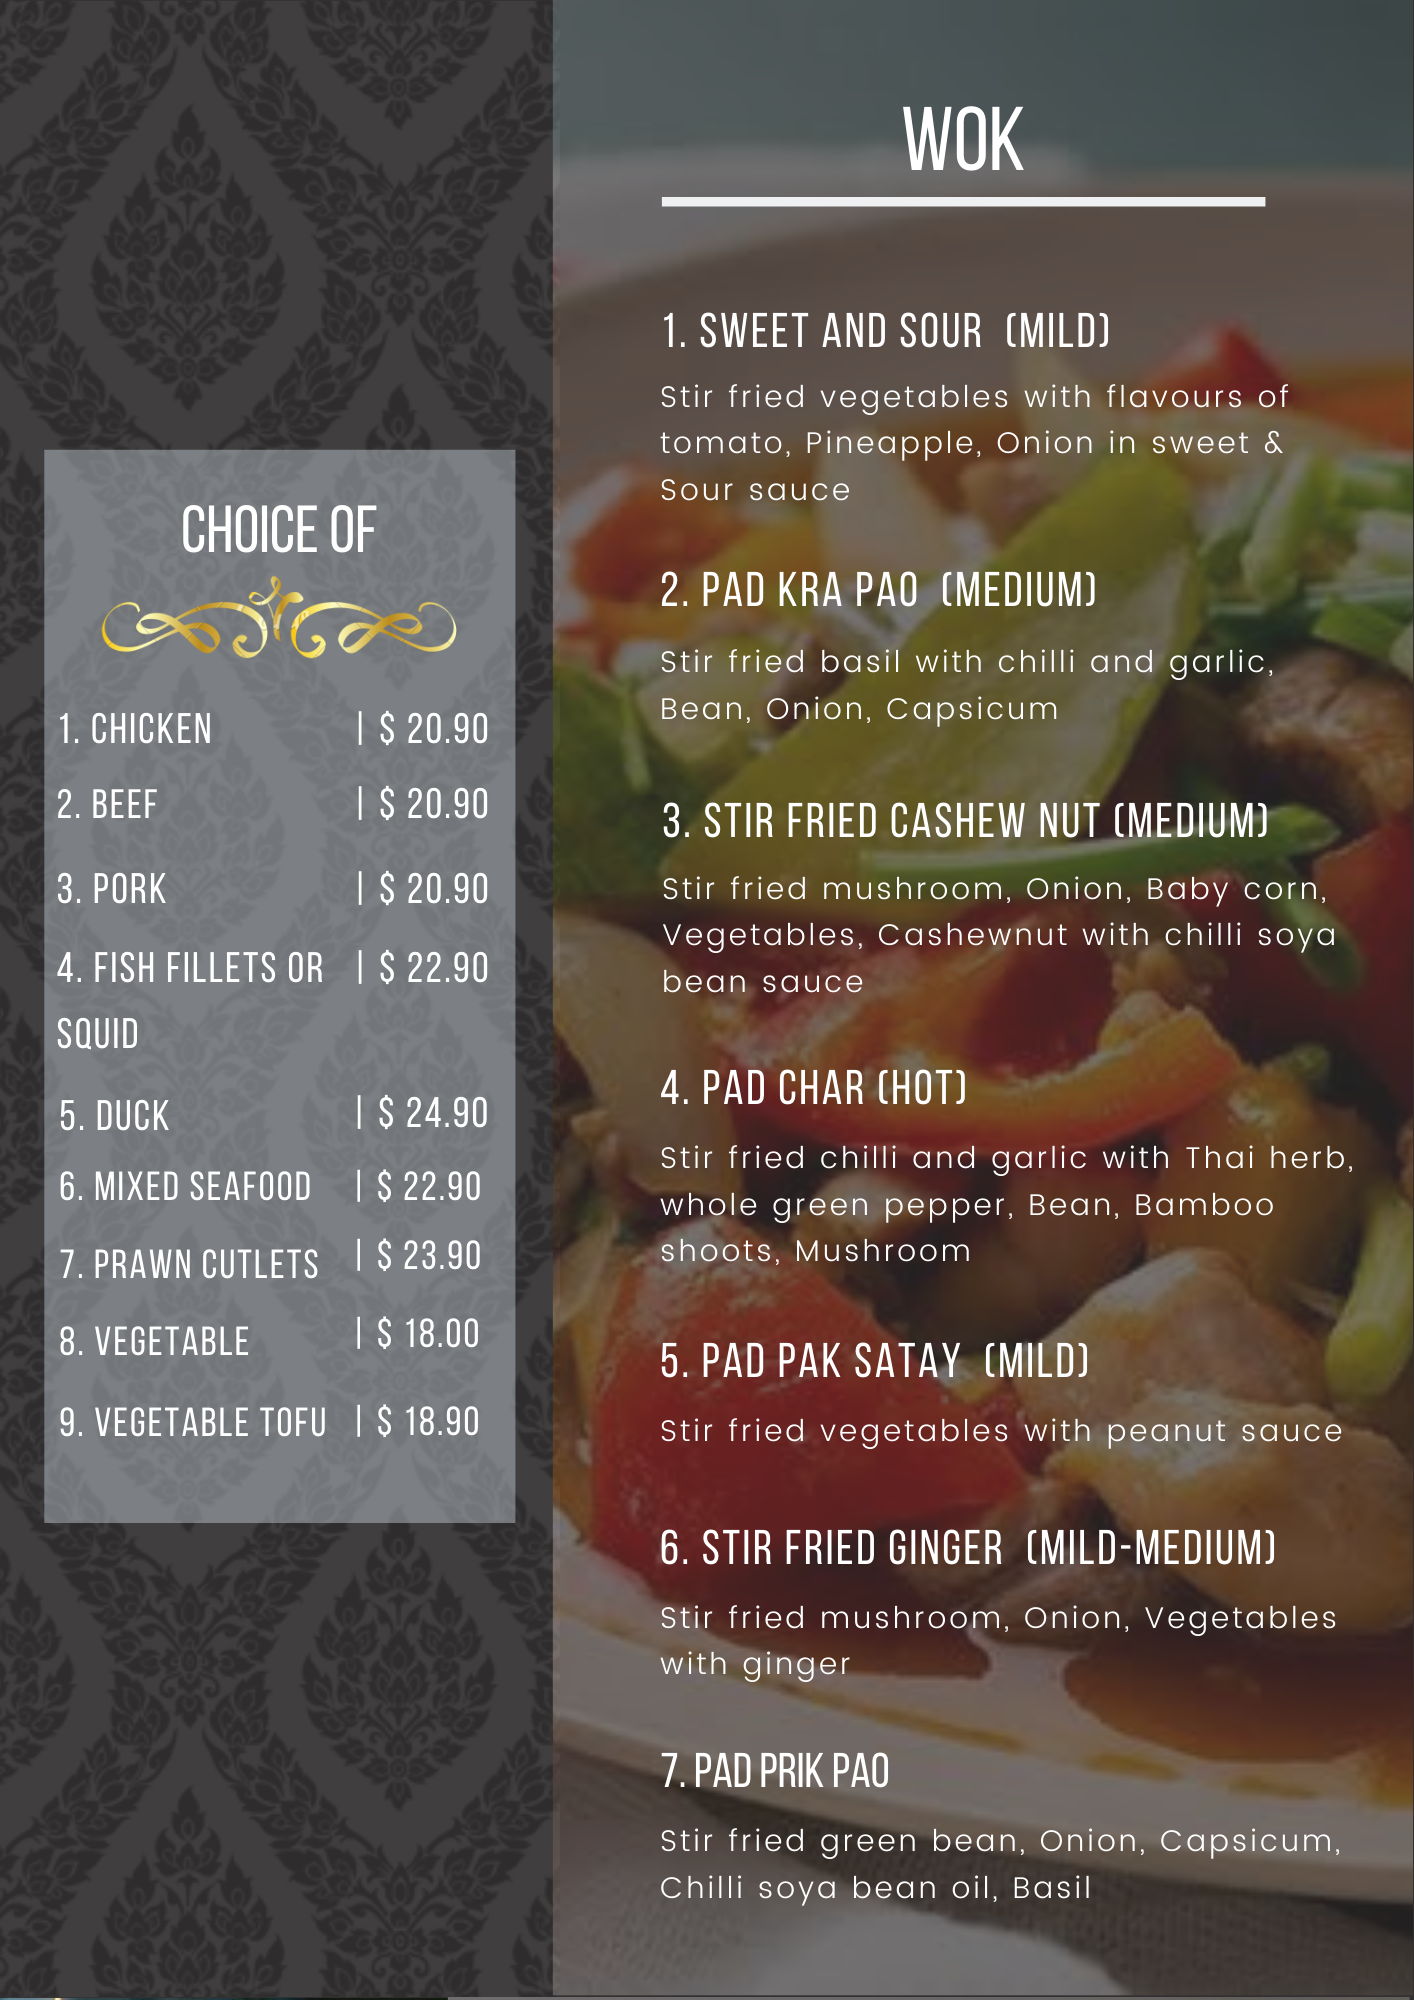 CHOICE OF
1. CHICKEN | $ 20.90
2. BEEF | $ 20.90
3. PORK | $ 20.90
4. FISH FILLETS OR | $ 22.90
SQUID
5. DUCK | $ 24.90
6. MIXED SEAFOOD | $ 22.90
7. PRAWN CUTLETS | $ 23.90
8. VEGETABLE | $ 18.00
9. VEGETABLE TOFU | $ 18.90
WOK
1. SWEET AND SOUR (MILD)
Stir fried vegetables with flavours of
tomato, Pineapple, Onion in sweet &
Sour sauce
2. PAD KRA PAO (MEDIUM)
Stir fried basil with chilli and garlic,
Bean, Onion, Capsicum
3. STIR FRIED CASHEW NUT (MEDIUM)
Stir fried mushroom, Onion, Baby corn,
Vegetables, Cashewnut with chilli soya
bean sauce
4. PAD CHAR (HOT)
Stir fried chilli and garlic with Thai herb,
whole green pepper, Bean, Bamboo
shoots, Mushroom
5. PAD PAK SATAY (MILD)
Stir fried vegetables with peanut sauce
6. STIR FRIED GINGER (MILD-MEDIUM)
Stir fried mushroom, Onion, Vegetables
with ginger
7. PAD PRIK PAO
Stir fried green bean, Onion, Capsicum,
Chilli soya bean oil, Basil